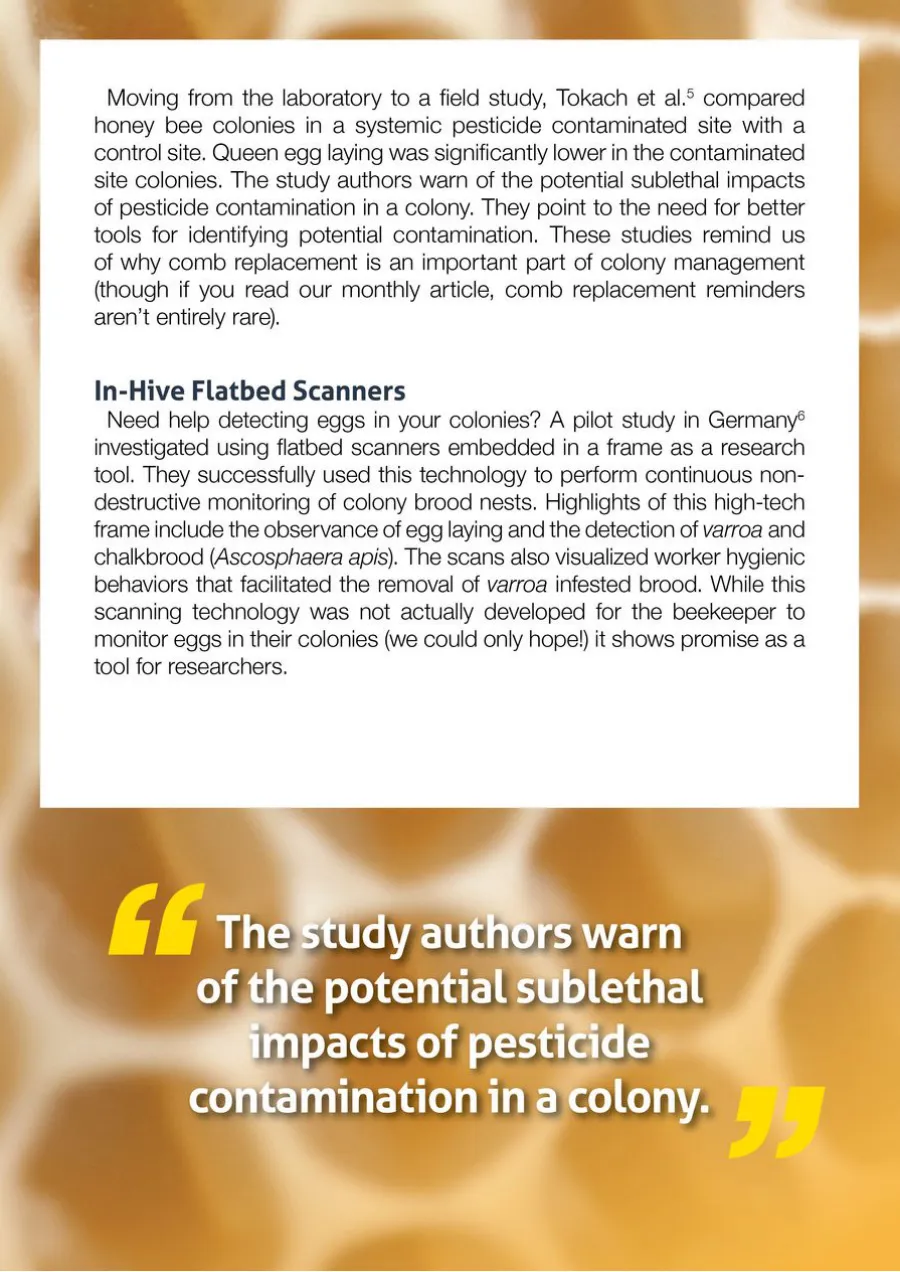 Moving from the laboratory to a field study, Tokach et al.⁵ compared
honey bee colonies in a systemic pesticide contaminated site with a
control site. Queen egg laying was significantly lower in the contaminated
site colonies. The study authors warn of the potential sublethal impacts
of pesticide contamination in a colony. They point to the need for better
tools for identifying potential contamination. These studies remind us
of why comb replacement is an important part of colony management
(though if you read our monthly article, comb replacement reminders
aren’t entirely rare).
In-Hive Flatbed Scanners
Need help detecting eggs in your colonies? A pilot study in Germany⁶
investigated using flatbed scanners embedded in a frame as a research
tool. They successfully used this technology to perform continuous non-
destructive monitoring of colony brood nests. Highlights of this high-tech
frame include the observance of egg laying and the detection of varroa and
chalkbrood (Ascosphaera apis). The scans also visualized worker hygienic
behaviors that facilitated the removal of varroa infested brood. While this
scanning technology was not actually developed for the beekeeper to
monitor eggs in their colonies (we could only hope!) it shows promise as a
tool for researchers.
“The study authors warn
of the potential sublethal
impacts of pesticide
contamination in a colony.”